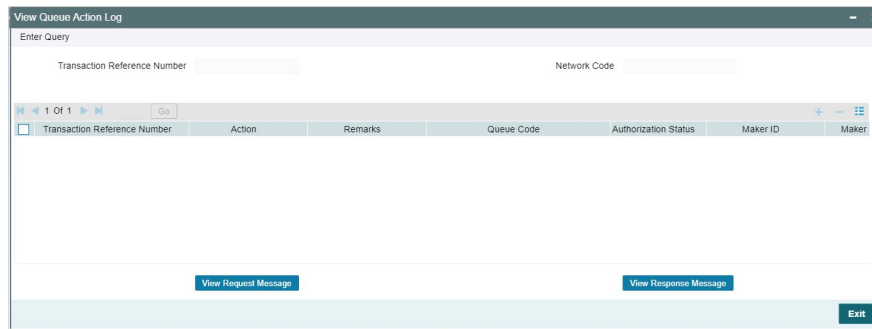 View Queue Action Log
Enter Query
Transaction Reference Number Network Code
1 Of 1 Go
Transaction Reference Number Action Remarks Queue Code Authorization Status Maker ID Maker
View Request Message View Response Message
Exit